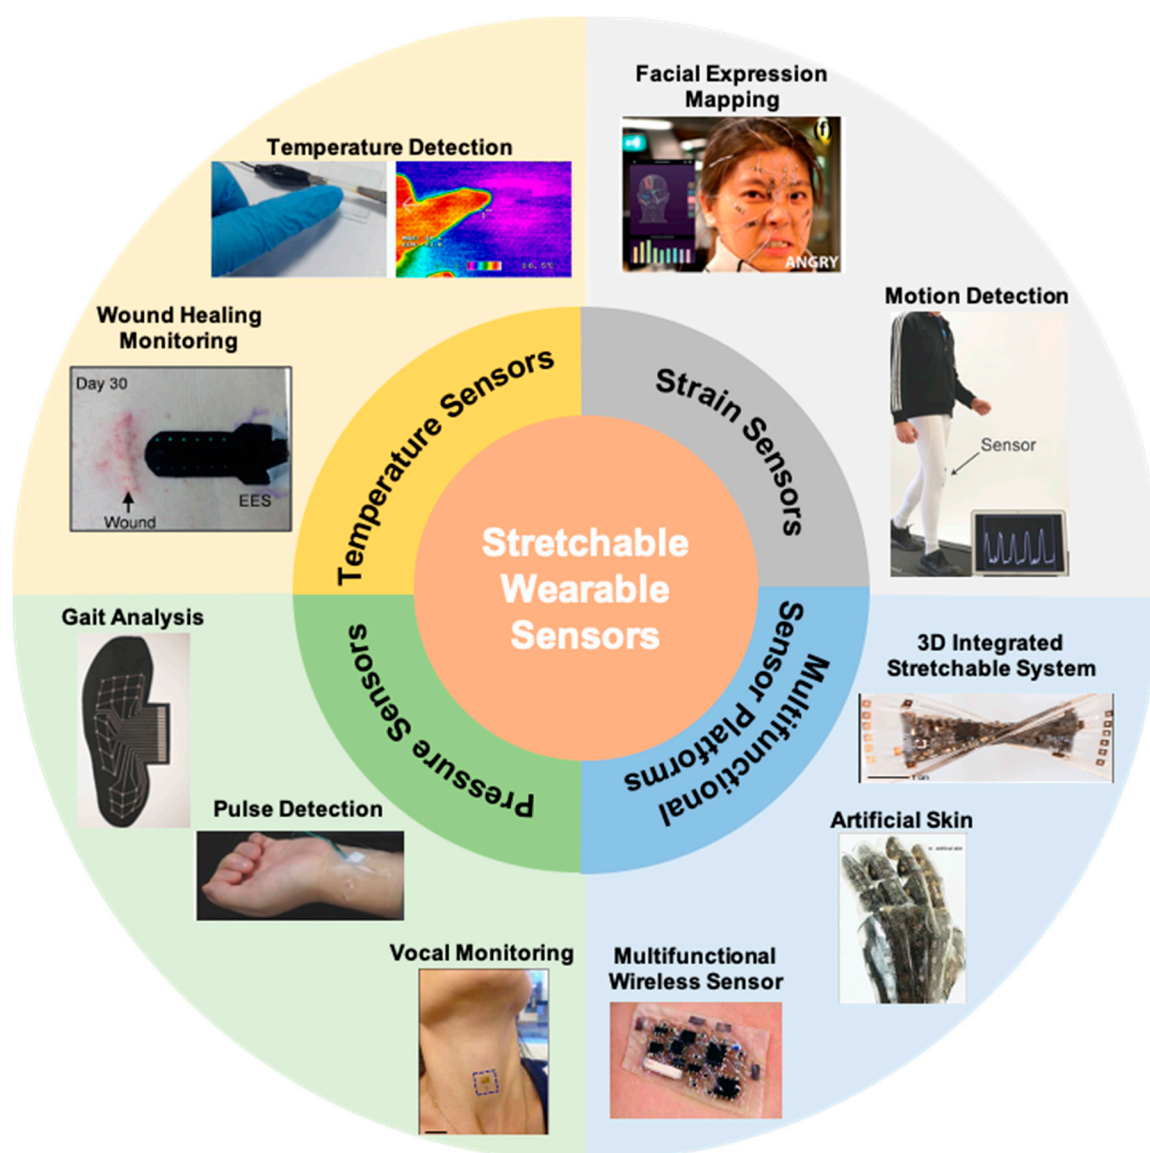 Facial Expression
Mapping
(f)
ANGRY
Temperature Detection
Motion Detection
Sensor
Wound Healing
Monitoring
Day 30
EES
Wound
Temperature Sensors
Strain Sensors
Stretchable
Wearable
Sensors
Pressure Sensors
Multifunctional
Sensor Platforms
Gait Analysis
3D Integrated
Stretchable System
Pulse Detection
Artificial Skin
Vocal Monitoring
Multifunctional
Wireless Sensor